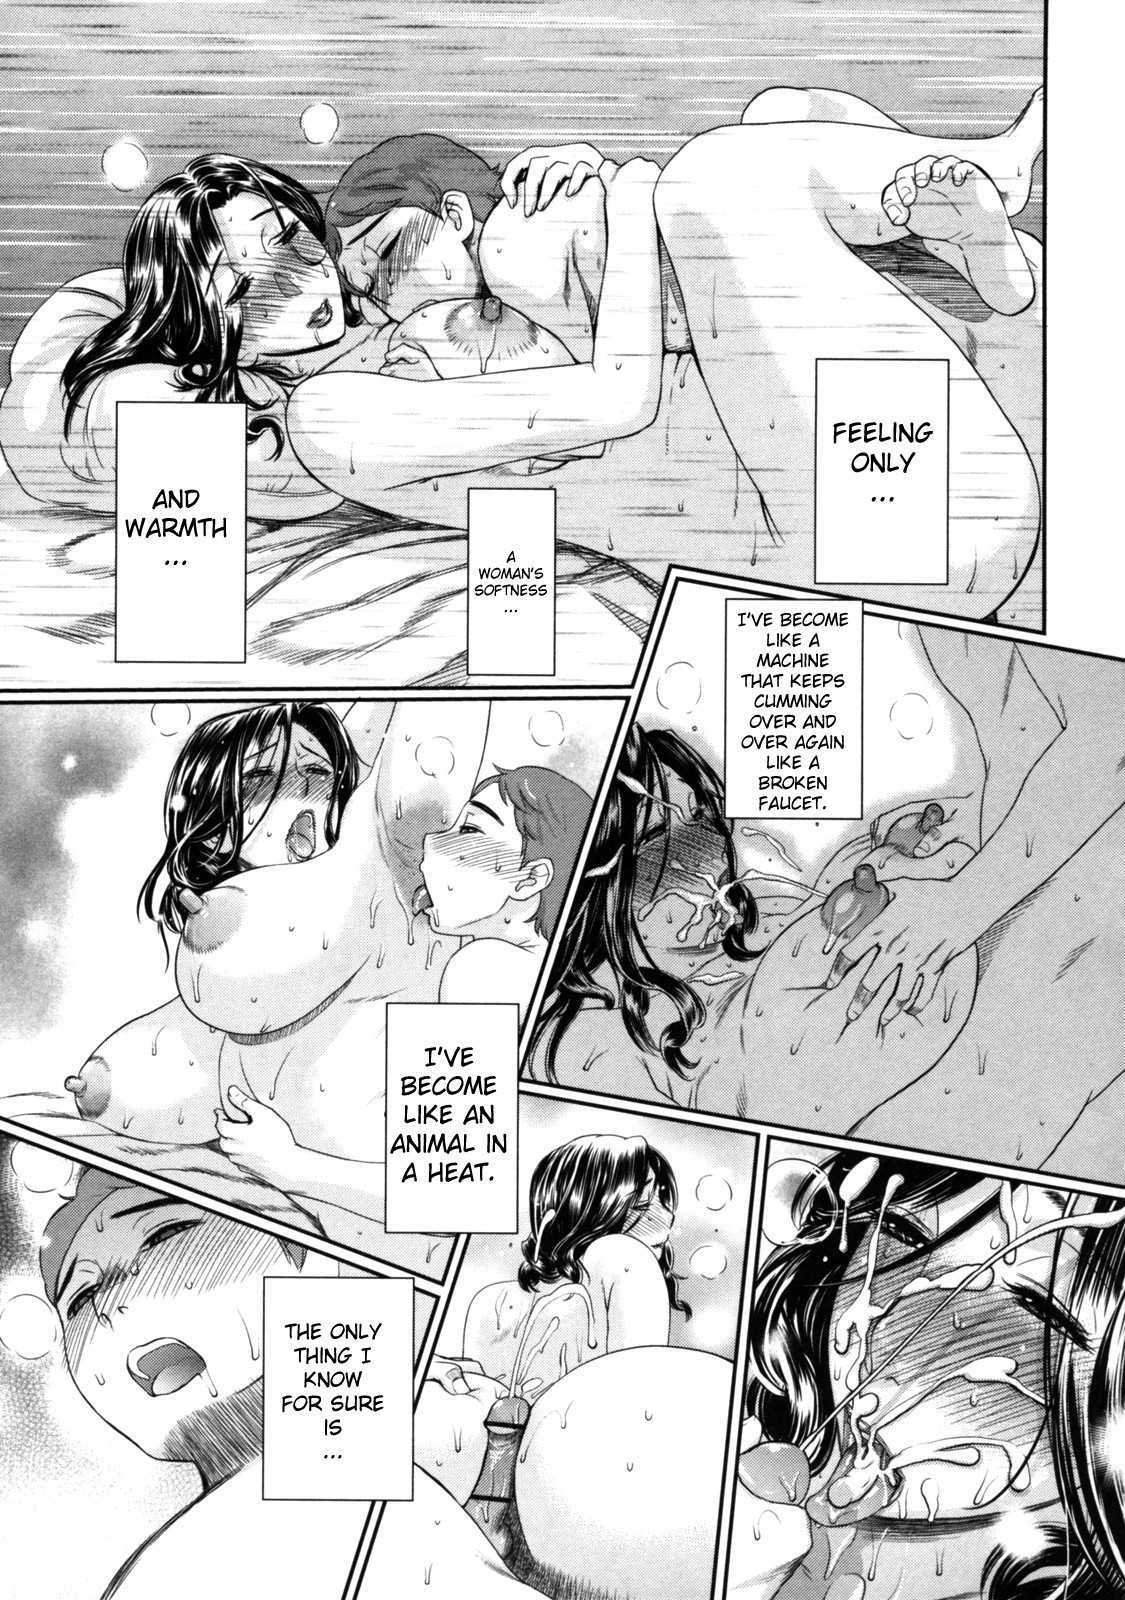 FEELING
ONLY
...
A
WOMAN'S
SOFTNESS
...
AND
WARMTH
...
I'VE BECOME
LIKE A
MACHINE
THAT KEEPS
CUMMING
OVER AND
OVER AGAIN
LIKE A
BROKEN
FAUCET.
I'VE
BECOME
LIKE AN
ANIMAL IN
A HEAT.
THE ONLY
THING I
KNOW
FOR SURE
IS
...